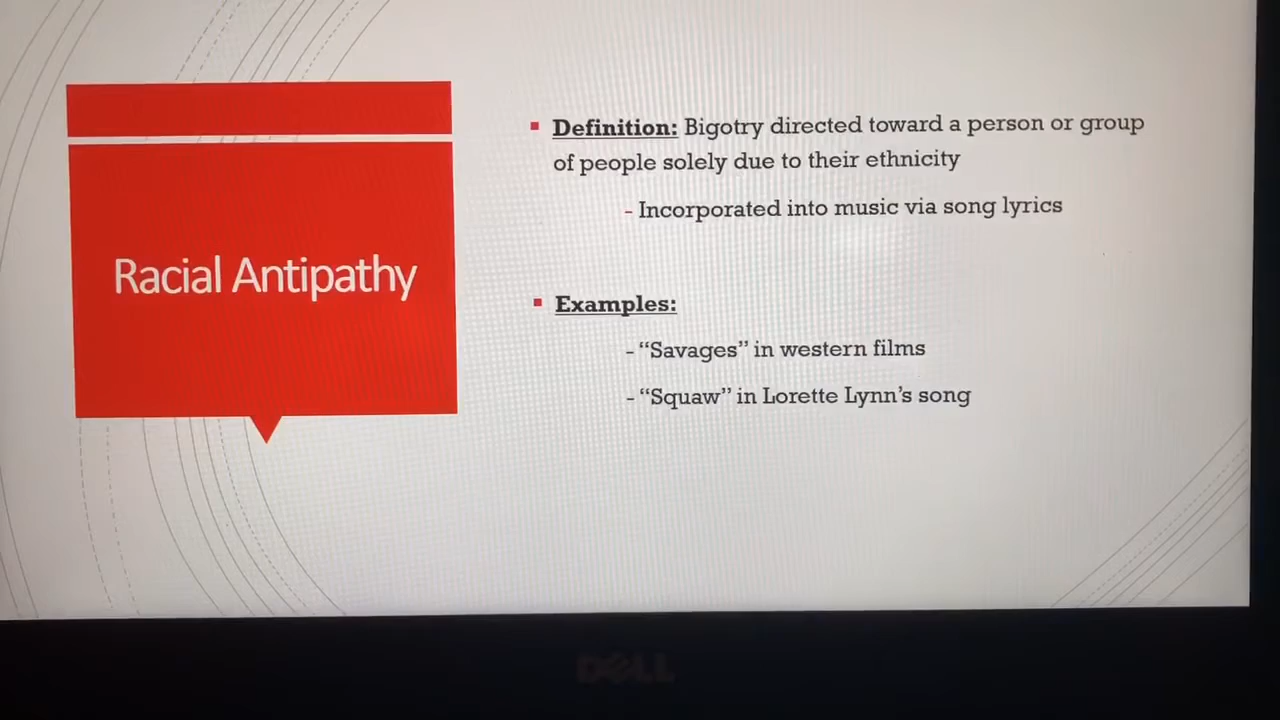 Racial Antipathy
▪ Definition: Bigotry directed toward a person or group
of people solely due to their ethnicity
- Incorporated into music via song lyrics
▪ Examples:
- “Savages” in western films
- “Squaw” in Lorette Lynn’s song
DELL